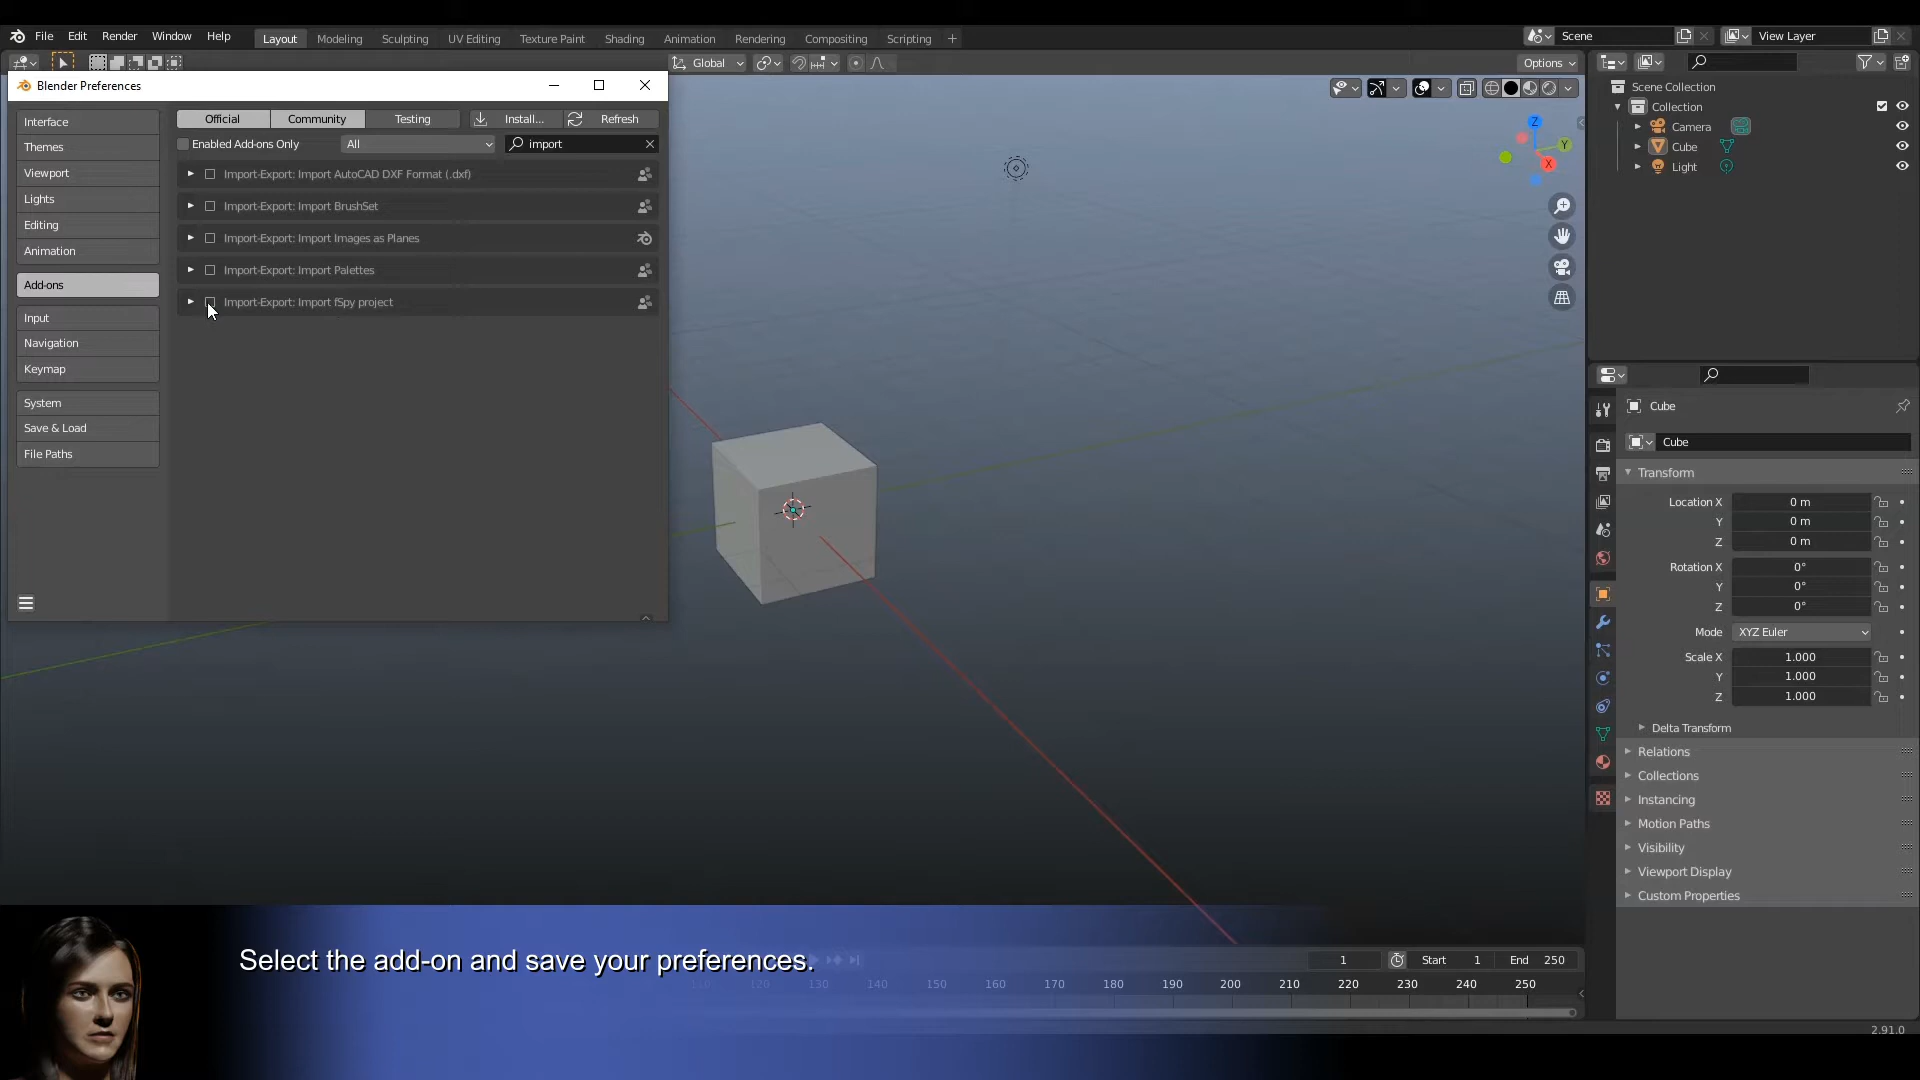 File Edit Render Window Help Layout Modeling Sculpting UV Editing Texture Paint Shading Animation Rendering Compositing Scripting + Scene View Layer
Global Options
Blender Preferences
Interface
Themes
Viewport
Lights
Editing
Animation
Add-ons
Input
Navigation
Keymap
System
Save & Load
File Paths
Official Community Testing Install... Refresh
Enabled Add-ons Only All import
Import-Export: Import AutoCAD DXF Format (.dxf)
Import-Export: Import BrushSet
Import-Export: Import Images as Planes
Import-Export: Import Palettes
Import-Export: Import fSpy project
Z
Y
X
Scene Collection
Collection
Camera
Cube
Light
Cube
Cube
Transform
Location X 0 m
Y 0 m
Z 0 m
Rotation X 0°
Y 0°
Z 0°
Mode XYZ Euler
Scale X 1.000
Y 1.000
Z 1.000
Delta Transform
Relations
Collections
Instancing
Motion Paths
Visibility
Viewport Display
Custom Properties
Select the add-on and save your preferences.
1 Start 1 End 250
110 120 130 140 150 160 170 180 190 200 210 220 230 240 250
2.91.0